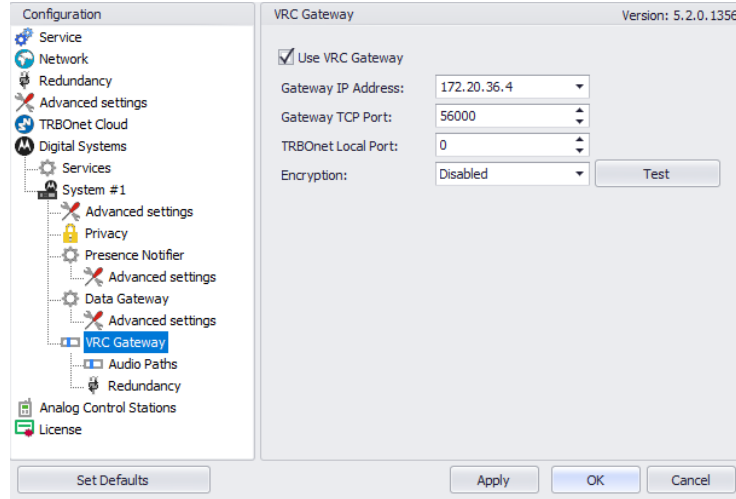 Configuration
Service
Network
Redundancy
Advanced settings
TRBOnet Cloud
Digital Systems
Services
System #1
Advanced settings
Privacy
Presence Notifier
Advanced settings
Data Gateway
Advanced settings
VRC Gateway
Audio Paths
Redundancy
Analog Control Stations
License
VRC Gateway Version: 5.2.0.1356
Use VRC Gateway
Gateway IP Address: 172.20.36.4
Gateway TCP Port: 56000
TRBOnet Local Port: 0
Encryption: Disabled Test
Set Defaults Apply OK Cancel